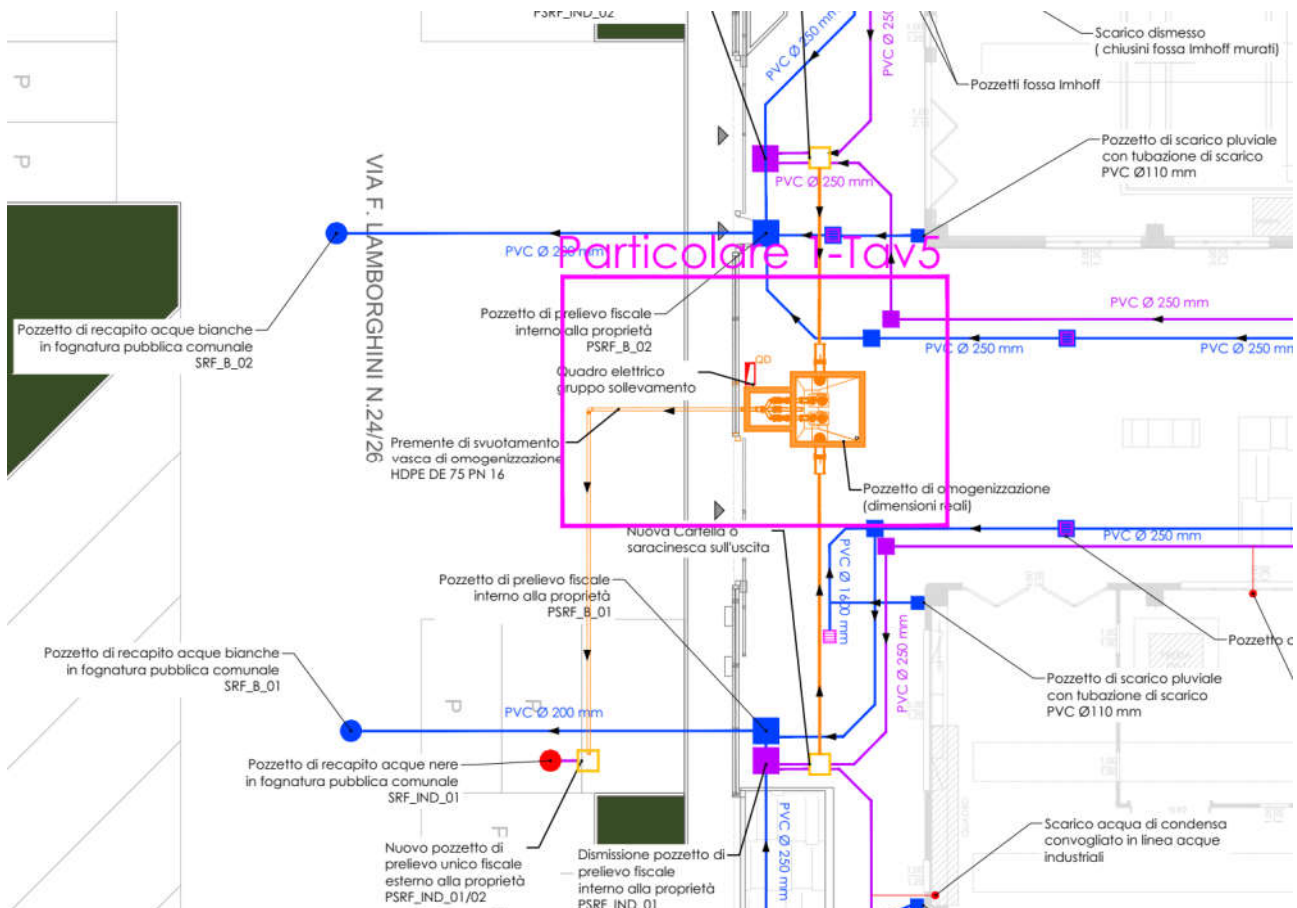 PSRF_IND_02
PVC Ø 250 mm
PVC Ø 250
Scarico dismesso
( chiusini fossa Imhoff murati)
Pozzetti fossa Imhoff
P
P
Pozzetto di scarico pluviale
con tubazione di scarico
PVC Ø110 mm
PVC Ø 250 mm
VIA F. LAMBORGHINI N.24/26
PVC Ø 200 mm
Particolare 1-Tav5
Pozzetto di recapito acque bianche
in fognatura pubblica comunale
SRF_B_02
Pozzetto di prelievo fiscale
interno alla proprietà
PSRF_B_02
PVC Ø 250 mm
PVC Ø 250 mm
PVC Ø 250 mm
QD
Quadro elettrico
gruppo sollevamento
Premente di svuotamento
vasca di omogenizzazione
HDPE DE 75 PN 16
Pozzetto di omogenizzazione
(dimensioni reali)
Nuova Cartella o
saracinesca sull'uscita
PVC Ø 250 mm
PVC Ø 1600 mm
PVC Ø 250 mm
Pozzetto di prelievo fiscale
interno alla proprietà
PSRF_B_01
Pozzetto
Pozzetto di recapito acque bianche
in fognatura pubblica comunale
SRF_B_01
Pozzetto di scarico pluviale
con tubazione di scarico
PVC Ø110 mm
P
P
PVC Ø 200 mm
Pozzetto di recapito acque nere
in fognatura pubblica comunale
SRF_IND_01
Nuovo pozzetto di
prelievo unico fiscale
esterno alla proprietà
PSRF_IND_01/02
Dismissione pozzetto di
prelievo fiscale
interno alla proprietà
PSRF_IND_01
PVC Ø 250 mm
Scarico acqua di condensa
convogliato in linea acque
industriali